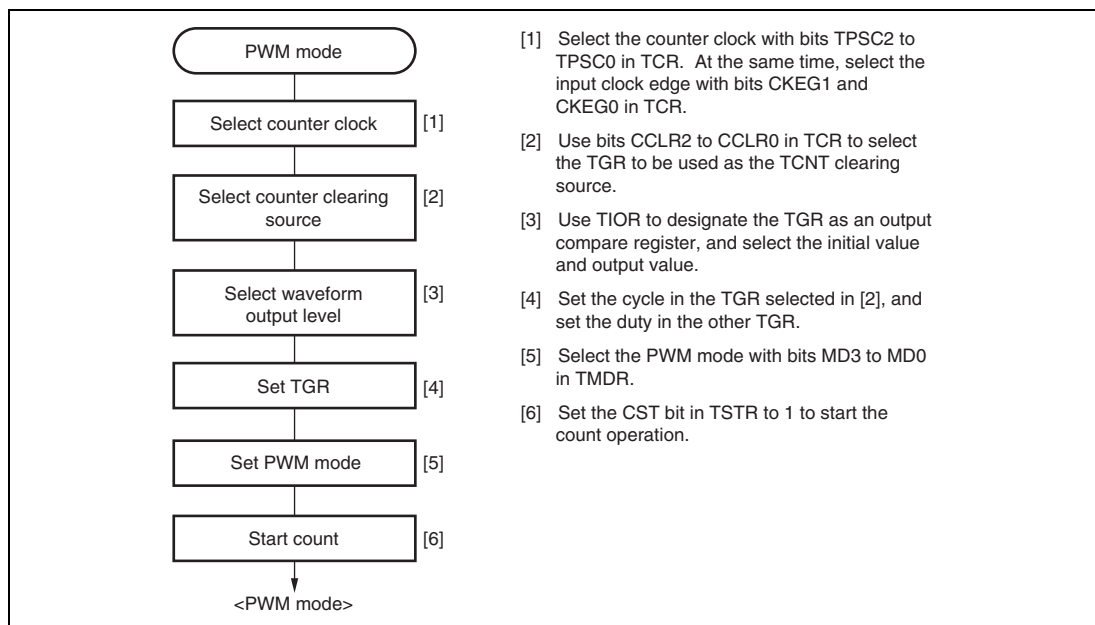 PWM mode
Select counter clock
[1]
Select counter clearing
source
[2]
Select waveform
output level
[3]
Set TGR
[4]
Set PWM mode
[5]
Start count
[6]
<PWM mode>
[1] Select the counter clock with bits TPSC2 to
TPSC0 in TCR. At the same time, select the
input clock edge with bits CKEG1 and
CKEG0 in TCR.
[2] Use bits CCLR2 to CCLR0 in TCR to select
the TGR to be used as the TCNT clearing
source.
[3] Use TIOR to designate the TGR as an output
compare register, and select the initial value
and output value.
[4] Set the cycle in the TGR selected in [2], and
set the duty in the other TGR.
[5] Select the PWM mode with bits MD3 to MD0
in TMDR.
[6] Set the CST bit in TSTR to 1 to start the
count operation.